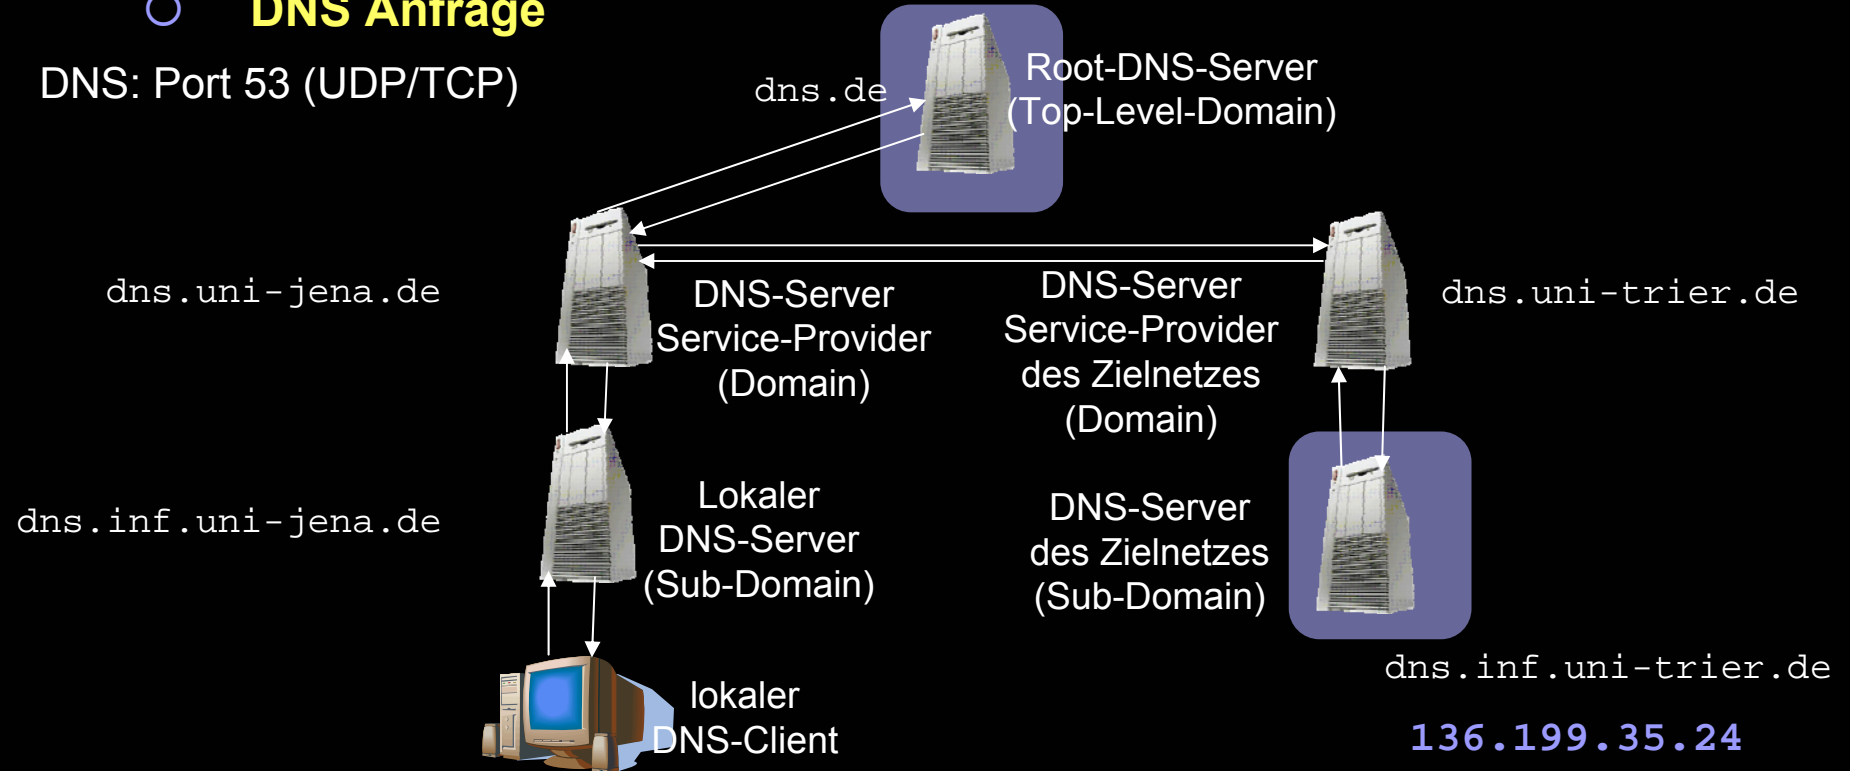 DNS Anfrage
DNS: Port 53 (UDP/TCP)
dns.de
Root-DNS-Server
(Top-Level-Domain)
dns.uni-jena.de
DNS-Server
Service-Provider
(Domain)
DNS-Server
Service-Provider
des Zielnetzes
(Domain)
dns.uni-trier.de
dns.inf.uni-jena.de
Lokaler
DNS-Server
(Sub-Domain)
DNS-Server
des Zielnetzes
(Sub-Domain)
dns.inf.uni-trier.de
lokaler
DNS-Client
136.199.35.24